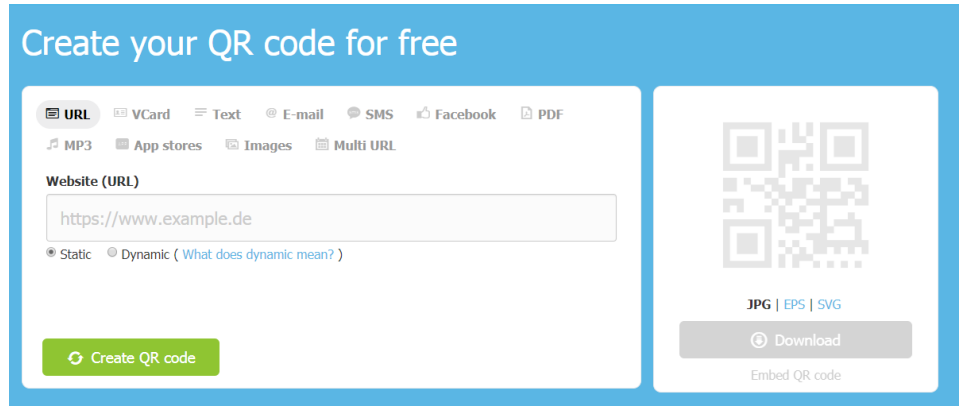 Create your QR code for free
URL VCard Text @ E-mail SMS Facebook PDF
MP3 App stores Images Multi URL
Website (URL)
https://www.example.de
Static Dynamic ( What does dynamic mean? )
Create QR code
JPG | EPS | SVG
Download
Embed QR code